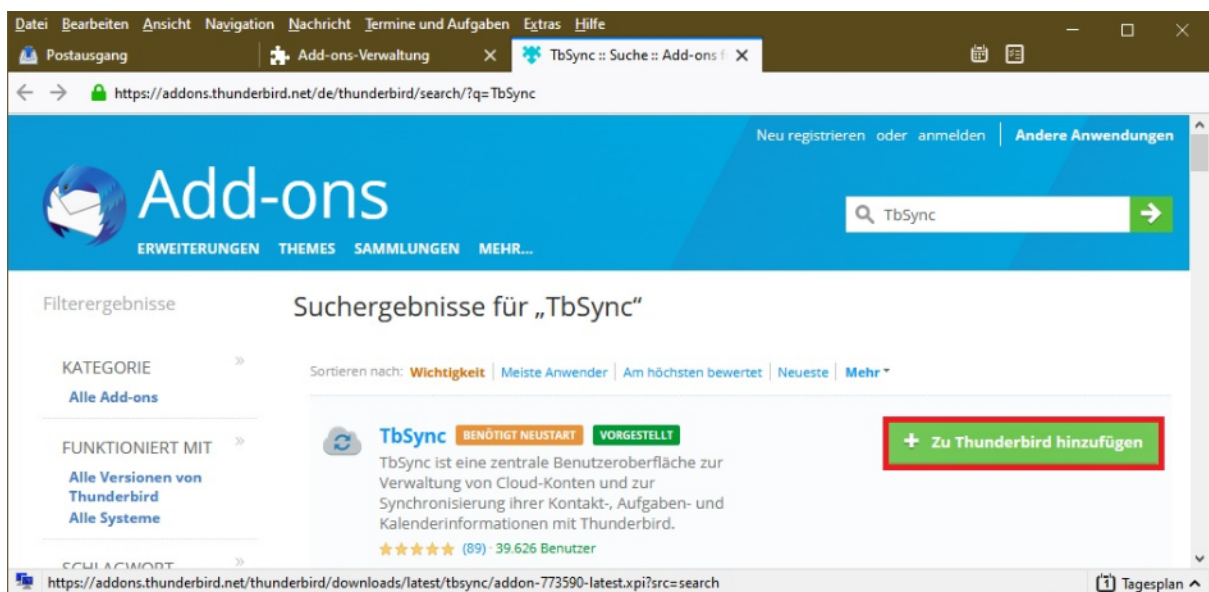 Datei Bearbeiten Ansicht Navigation Nachricht Termine und Aufgaben Extras Hilfe
Postausgang Add-ons-Verwaltung TbSync :: Suche :: Add-ons f
https://addons.thunderbird.net/de/thunderbird/search/?q=TbSync
Neu registrieren oder anmelden Andere Anwendungen
Add-ons
TbSync
ERWEITERUNGEN THEMES SAMMLUNGEN MEHR...
Filterergebnisse
Suchergebnisse für „TbSync“
KATEGORIE
Alle Add-ons
Sortieren nach: Wichtigkeit Meiste Anwender Am höchsten bewertet Neueste Mehr
FUNKTIONIERT MIT
Alle Versionen von
Thunderbird
Alle Systeme
TbSync BENÖTIGT NEUSTART VORGESTELLT
+ Zu Thunderbird hinzufügen
TbSync ist eine zentrale Benutzeroberfläche zur
Verwaltung von Cloud-Konten und zur
Synchronisierung ihrer Kontakt-, Aufgaben- und
Kalenderinformationen mit Thunderbird.
(89) · 39.626 Benutzer
SCHLAGWORT
https://addons.thunderbird.net/thunderbird/downloads/latest/tbsync/addon-773590-latest.xpi?src=search
1 Tagesplan